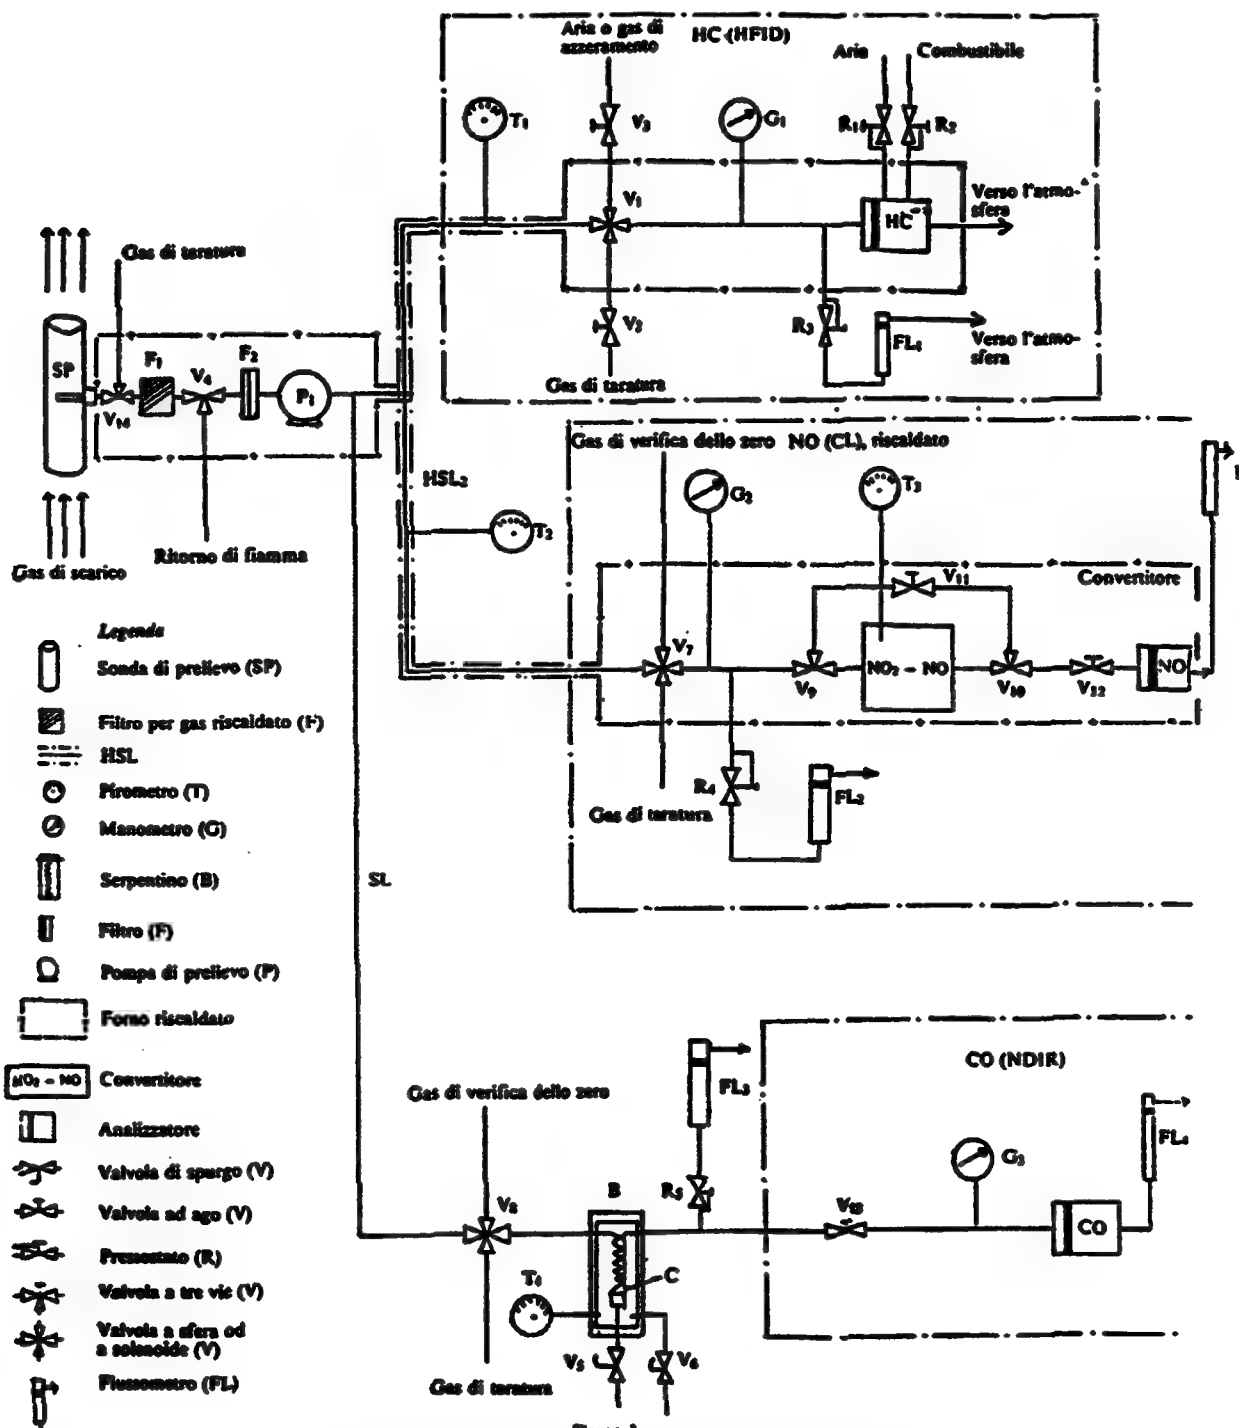 HC (HFID)
Aria o gas di
azzeramento
Aria
Combustibile
T1
V3
G1
R1
R2
V1
HC
Verso l'atmo-
sfera
V2
R3
FL1
Verso l'atmo-
sfera
Gas di taratura
Gas di taratura
SP
F1
V4
F2
P1
V14
Ritorno di fiamma
Gas di scarico
HSL2
T2
Gas di verifica dello zero NO (CL), riscaldato
G2
T3
Convertitore
V11
V7
V9
NO2 – NO
V10
V12
NO
R4
FL2
Gas di taratura
SL
Legenda
Sonda di prelievo (SP)
Filtro per gas riscaldato (F)
HSL
Pirometro (T)
Manometro (G)
Serpentino (B)
Filtro (F)
Pompa di prelievo (P)
Forno riscaldato
NO2 – NO Convertitore
Analizzatore
Valvola di spurgo (V)
Valvola ad ago (V)
Pressostato (R)
Valvola a tre vie (V)
Valvola a sfera od
a solenoide (V)
Flussometro (FL)
Gas di verifica dello zero
V8
B
R5
FL3
CO (NDIR)
G3
V13
CO
FL4
C
T4
V5
V6
Gas di taratura